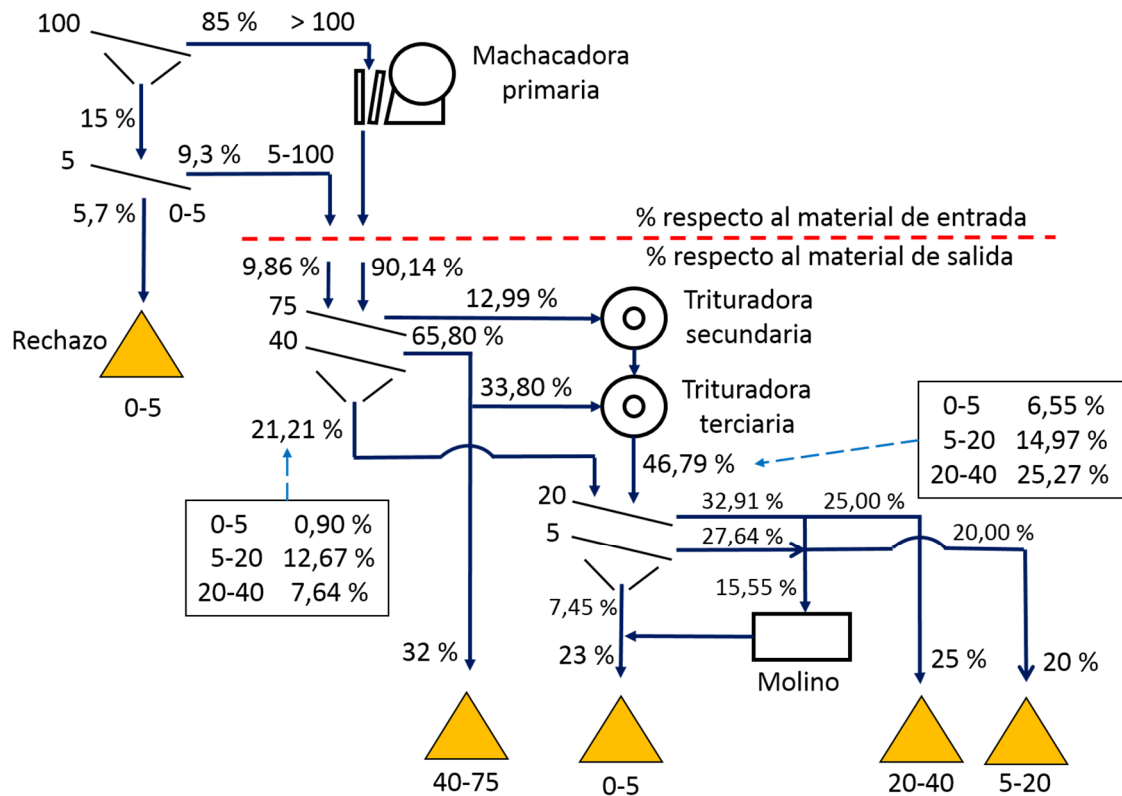 100
85 %
> 100
Machacadora
primaria
15 %
5
9,3 %
5-100
5,7 %
0-5
% respecto al material de entrada
% respecto al material de salida
9,86 %
90,14 %
75
12,99 %
Trituradora
secundaria
Rechazo
40
65,80 %
0-5
33,80 %
Trituradora
terciaria
0-5 6,55 %
5-20 14,97 %
20-40 25,27 %
21,21 %
46,79 %
0-5 0,90 %
5-20 12,67 %
20-40 7,64 %
20
32,91 %
25,00 %
5
27,64 %
20,00 %
7,45 %
15,55 %
32 %
23 %
Molino
25 %
20 %
40-75
0-5
20-40
5-20